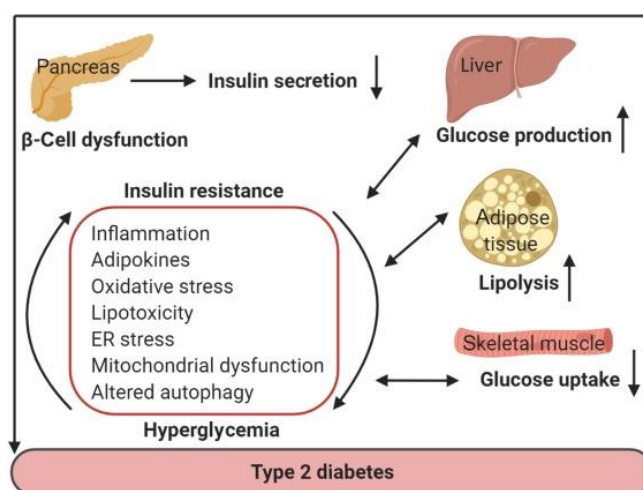 Pancreas
Insulin secretion
β-Cell dysfunction
Liver
Glucose production
Insulin resistance
Inflammation
Adipokines
Oxidative stress
Lipotoxicity
ER stress
Mitochondrial dysfunction
Altered autophagy
Hyperglycemia
Adipose
tissue
Lipolysis
Skeletal muscle
Glucose uptake
Type 2 diabetes